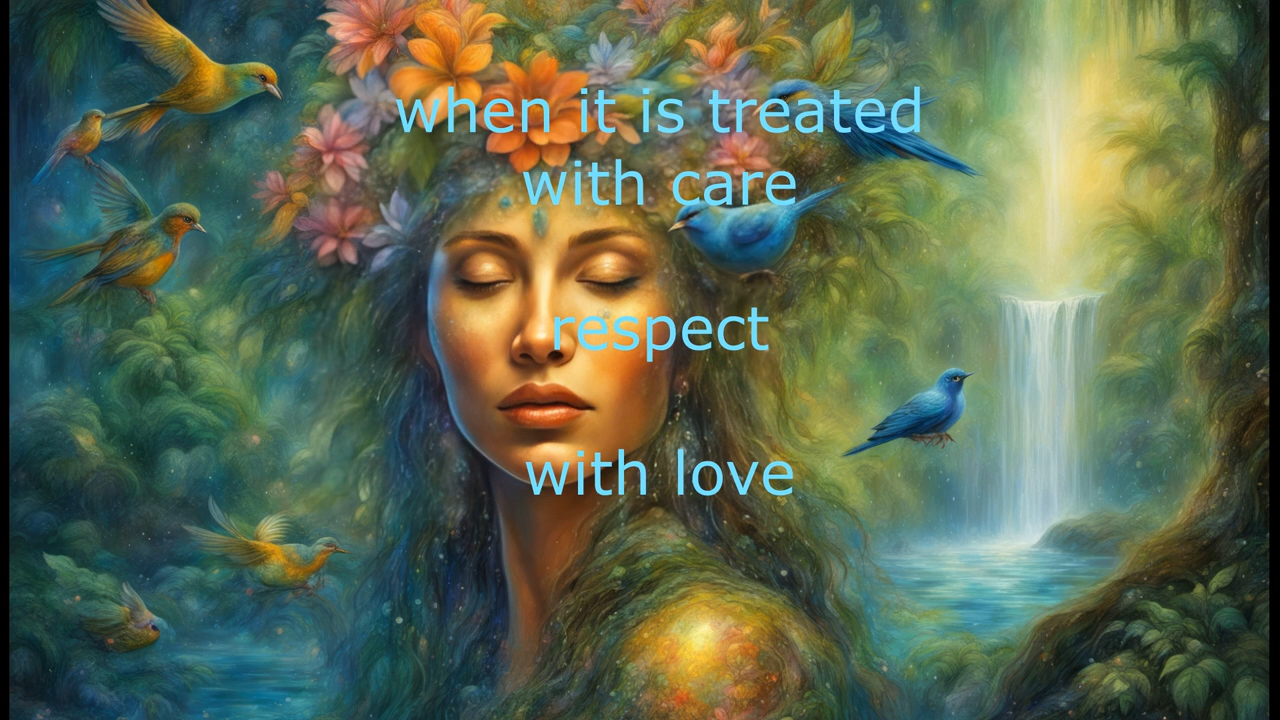 when it is treated
with care
respect
with love